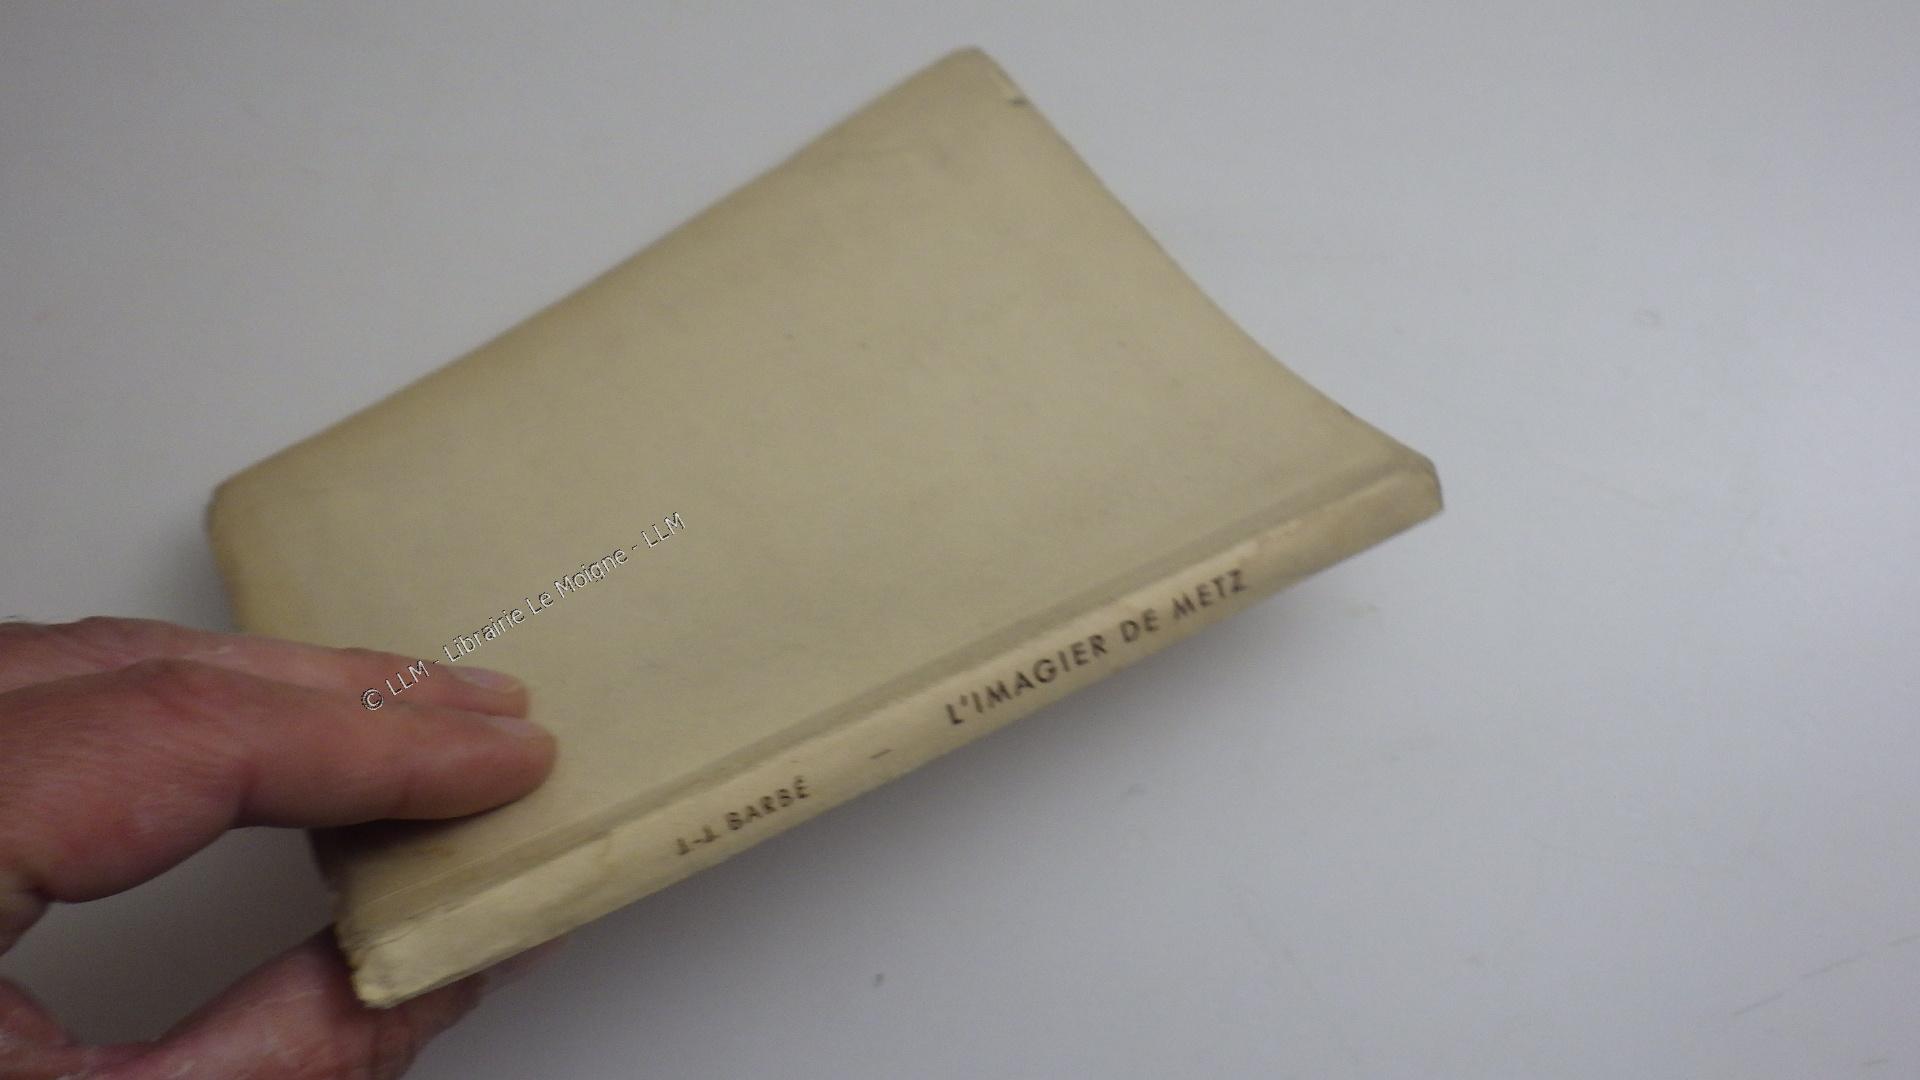 © LLM - Librairie Le Moigne - LLM
J.-J. BARBÉ — L'IMAGIER DE METZ